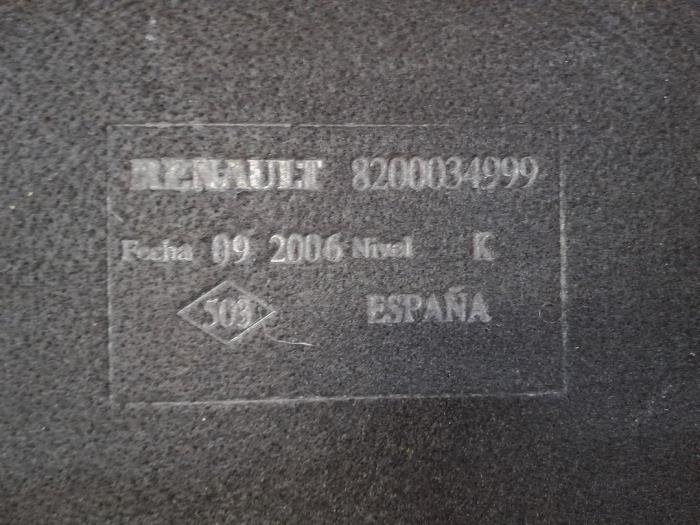 RENAULT 8200034999
Fecha 09 2006 Nivel K
503 ESPAÑA